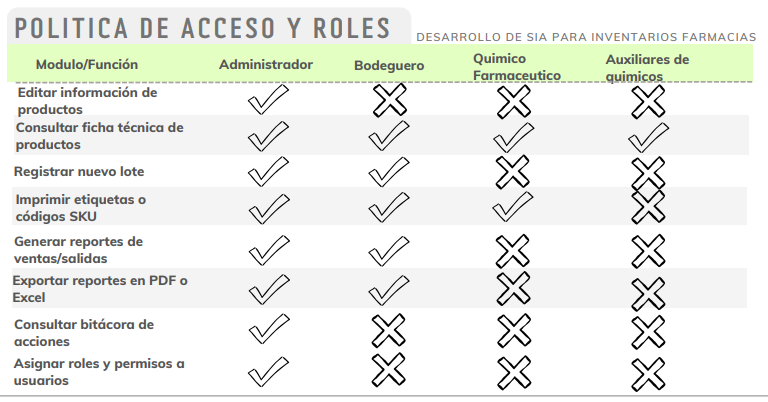 POLITICA DE ACCESO Y ROLES
DESARROLLO DE SIA PARA INVENTARIOS FARMACIAS
Modulo/Función
Administrador
Bodeguero
Quimico
Farmaceutico
Auxiliares de
quimicos
Editar información de
productos
Consultar ficha técnica de
productos
Registrar nuevo lote
Imprimir etiquetas o
códigos SKU
Generar reportes de
ventas/salidas
Exportar reportes en PDF o
Excel
Consultar bitácora de
acciones
Asignar roles y permisos a
usuarios